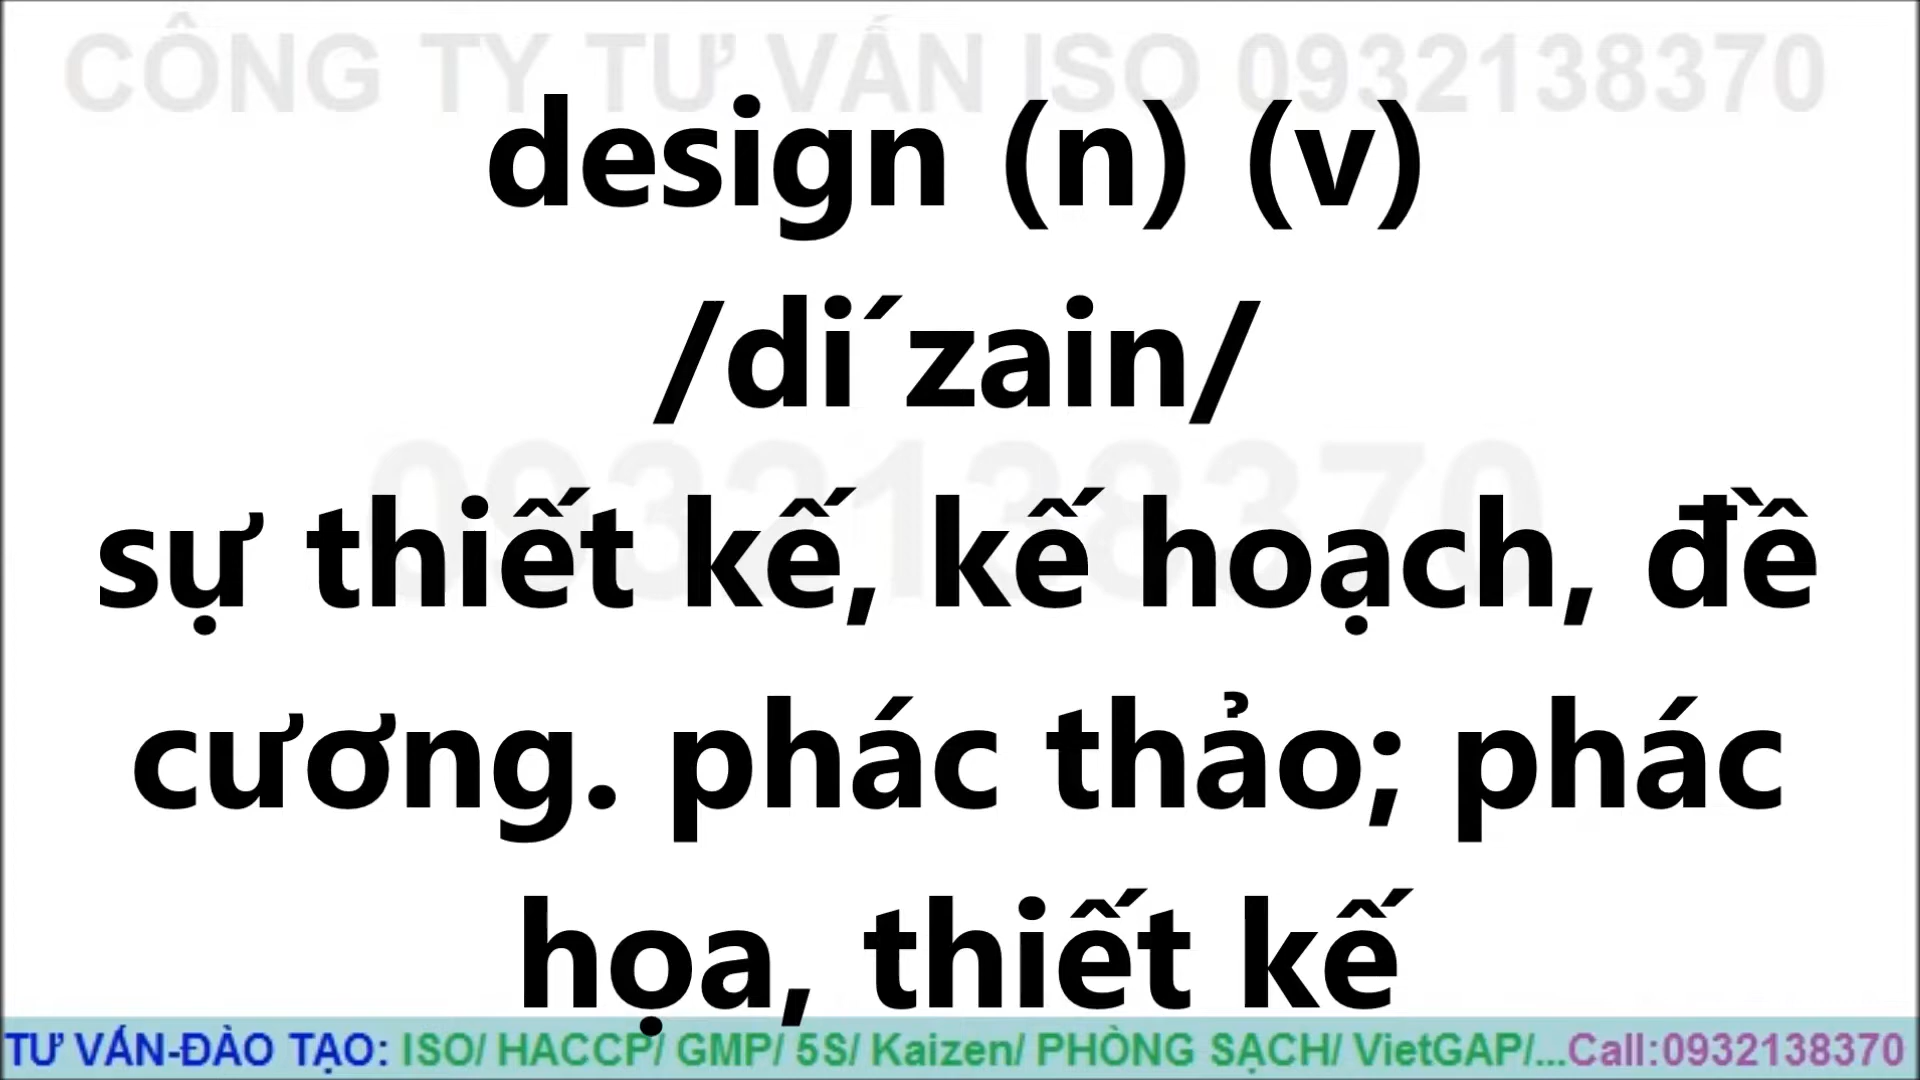 CÔNG TY TƯ VẤN ISO 0932138370
design (n) (v)
/di´zain/
0932138370
sự thiết kế, kế hoạch, đề
cương. phác thảo; phác
họa, thiết kế
TƯ VẤN-ĐÀO TẠO: ISO/ HACCP/ GMP/ 5S/ Kaizen/ PHÒNG SẠCH/ VietGAP/...Call:0932138370